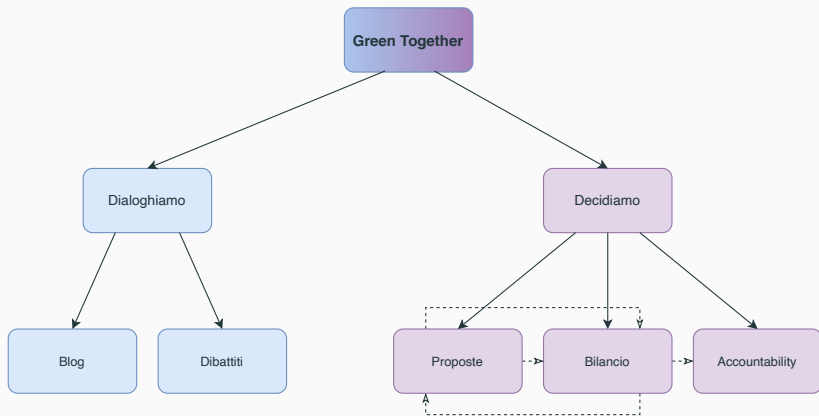 Green Together
Dialoghiamo
Decidiamo
Blog
Dibattiti
Proposte
Bilancio
Accountability